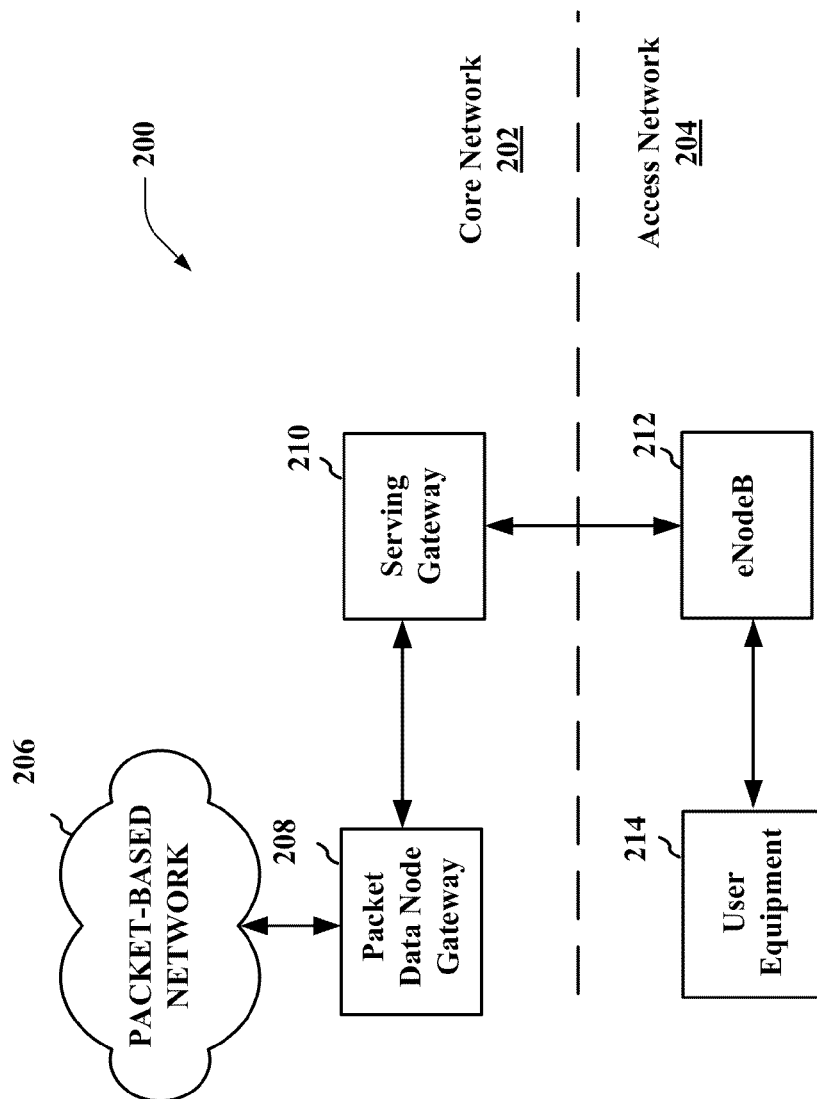 200
206
PACKET-BASED
NETWORK
208
Packet
Data Node
Gateway
210
Serving
Gateway
Core Network
202
Access Network
204
214
User
Equipment
212
eNodeB